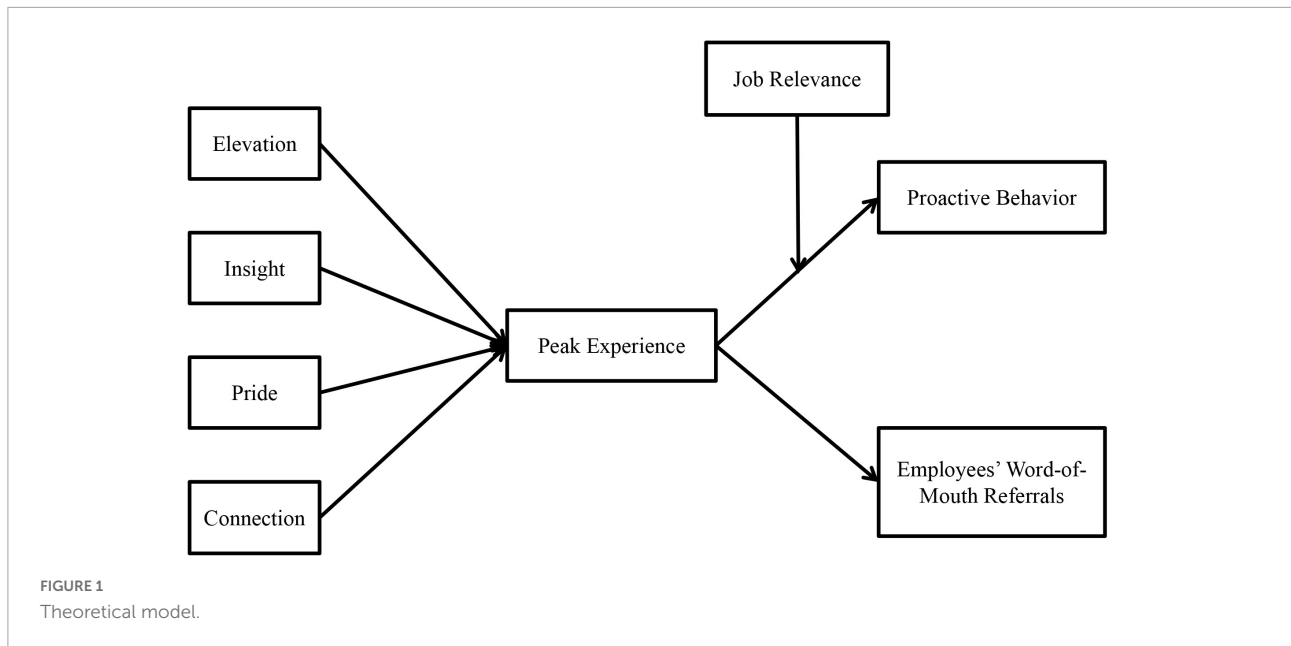 Job Relevance
Elevation
Proactive Behavior
Insight
Peak Experience
Pride
Employees’ Word-of-
Mouth Referrals
Connection
FIGURE 1
Theoretical model.